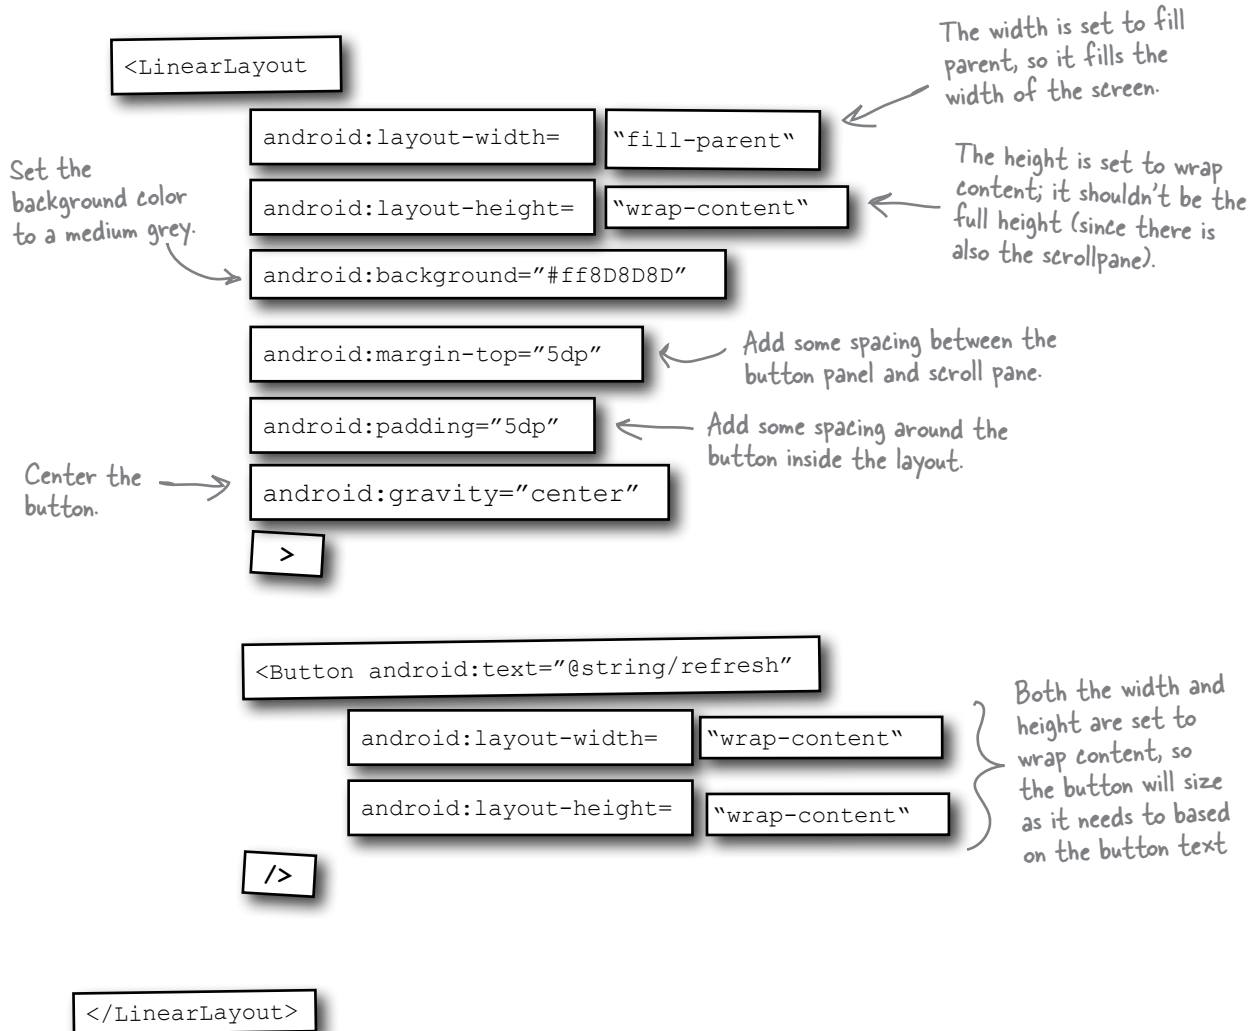 <LinearLayout
The width is set to fill
parent, so it fills the
width of the screen.
android:layout-width= “fill-parent“
The height is set to wrap
content; it shouldn't be the
full height (since there is
also the scrollpane).
android:layout-height= “wrap-content“
Set the
background color
to a medium grey.
android:background=”#ff8D8D8D”
android:margin-top=”5dp”
Add some spacing between the
button panel and scroll pane.
android:padding=”5dp”
Add some spacing around the
button inside the layout.
Center the
button.
android:gravity=”center”
>
<Button android:text=”@string/refresh”
android:layout-width= “wrap-content“
android:layout-height= “wrap-content“
Both the width and
height are set to
wrap content, so
the button will size
as it needs to based
on the button text
/>
</LinearLayout>